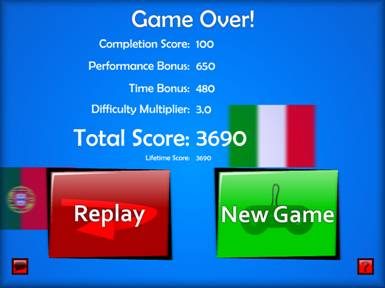 Game Over!
Completion Score: 100
Performance Bonus: 650
Time Bonus: 480
Difficulty Multiplier: 3.0
Total Score: 3690
Lifetime Score: 3690
Replay
New Game
?